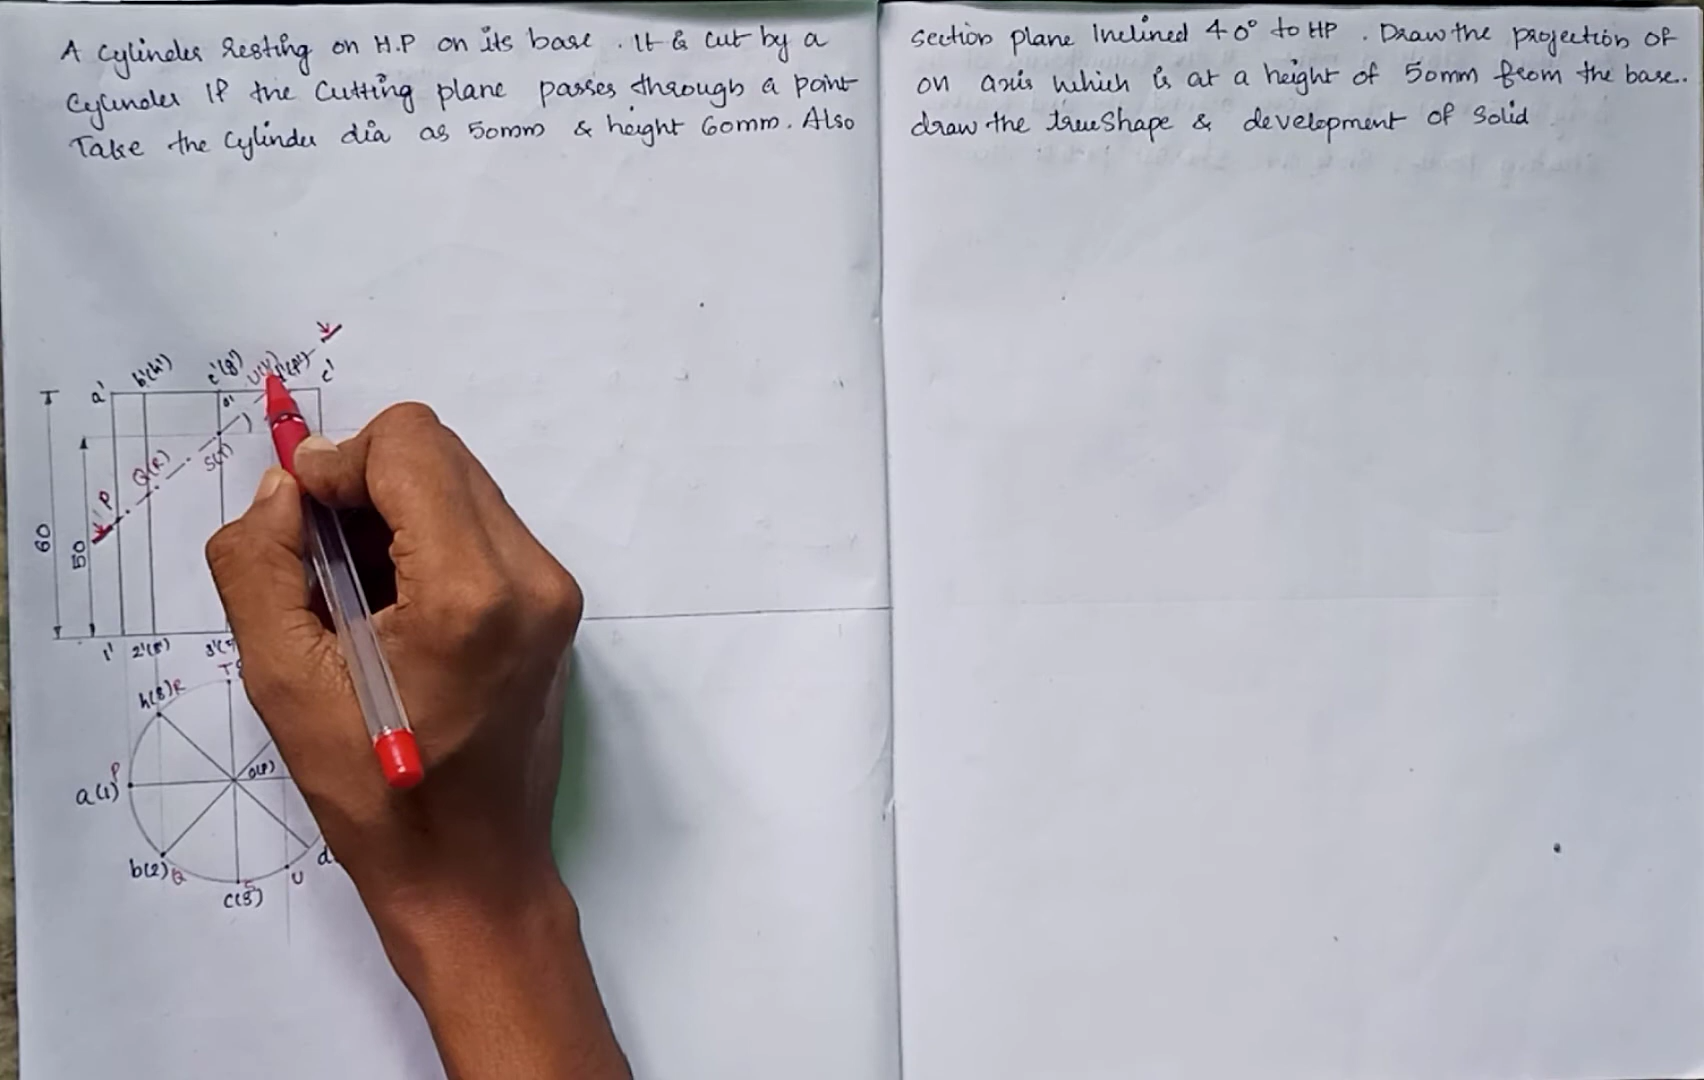 A Cylinder Resting on H.P on its base. It is cut by a section plane Inclined 40° to HP. Draw the projection of
Cylinder If the Cutting plane passes through a point on axis which is at a height of 50mm from the base.
Take the Cylinder dia as 50mm & height 60mm. Also draw the true shape & development of Solid
a' b'(h') c'(g') U'(V') d'(f') e'
o'
Q(R) S(T)
P
60
50
1' 2'(8')
h(8)R
P
a(1)
b(2)Q
c(3) S
U